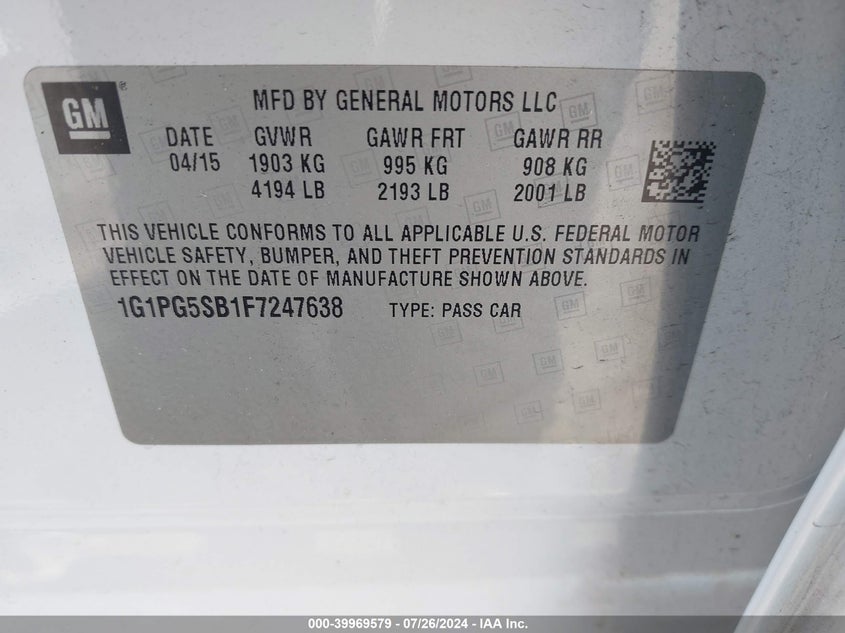 GM
MFD BY GENERAL MOTORS LLC
DATE GVWR GAWR FRT GAWR RR
04/15 1903 KG 995 KG 908 KG
4194 LB 2193 LB 2001 LB
THIS VEHICLE CONFORMS TO ALL APPLICABLE U.S. FEDERAL MOTOR
VEHICLE SAFETY, BUMPER, AND THEFT PREVENTION STANDARDS IN
EFFECT ON THE DATE OF MANUFACTURE SHOWN ABOVE.
1G1PG5SB1F7247638 TYPE: PASS CAR
000-39969579 / 07/26/2024 - IAA Inc.